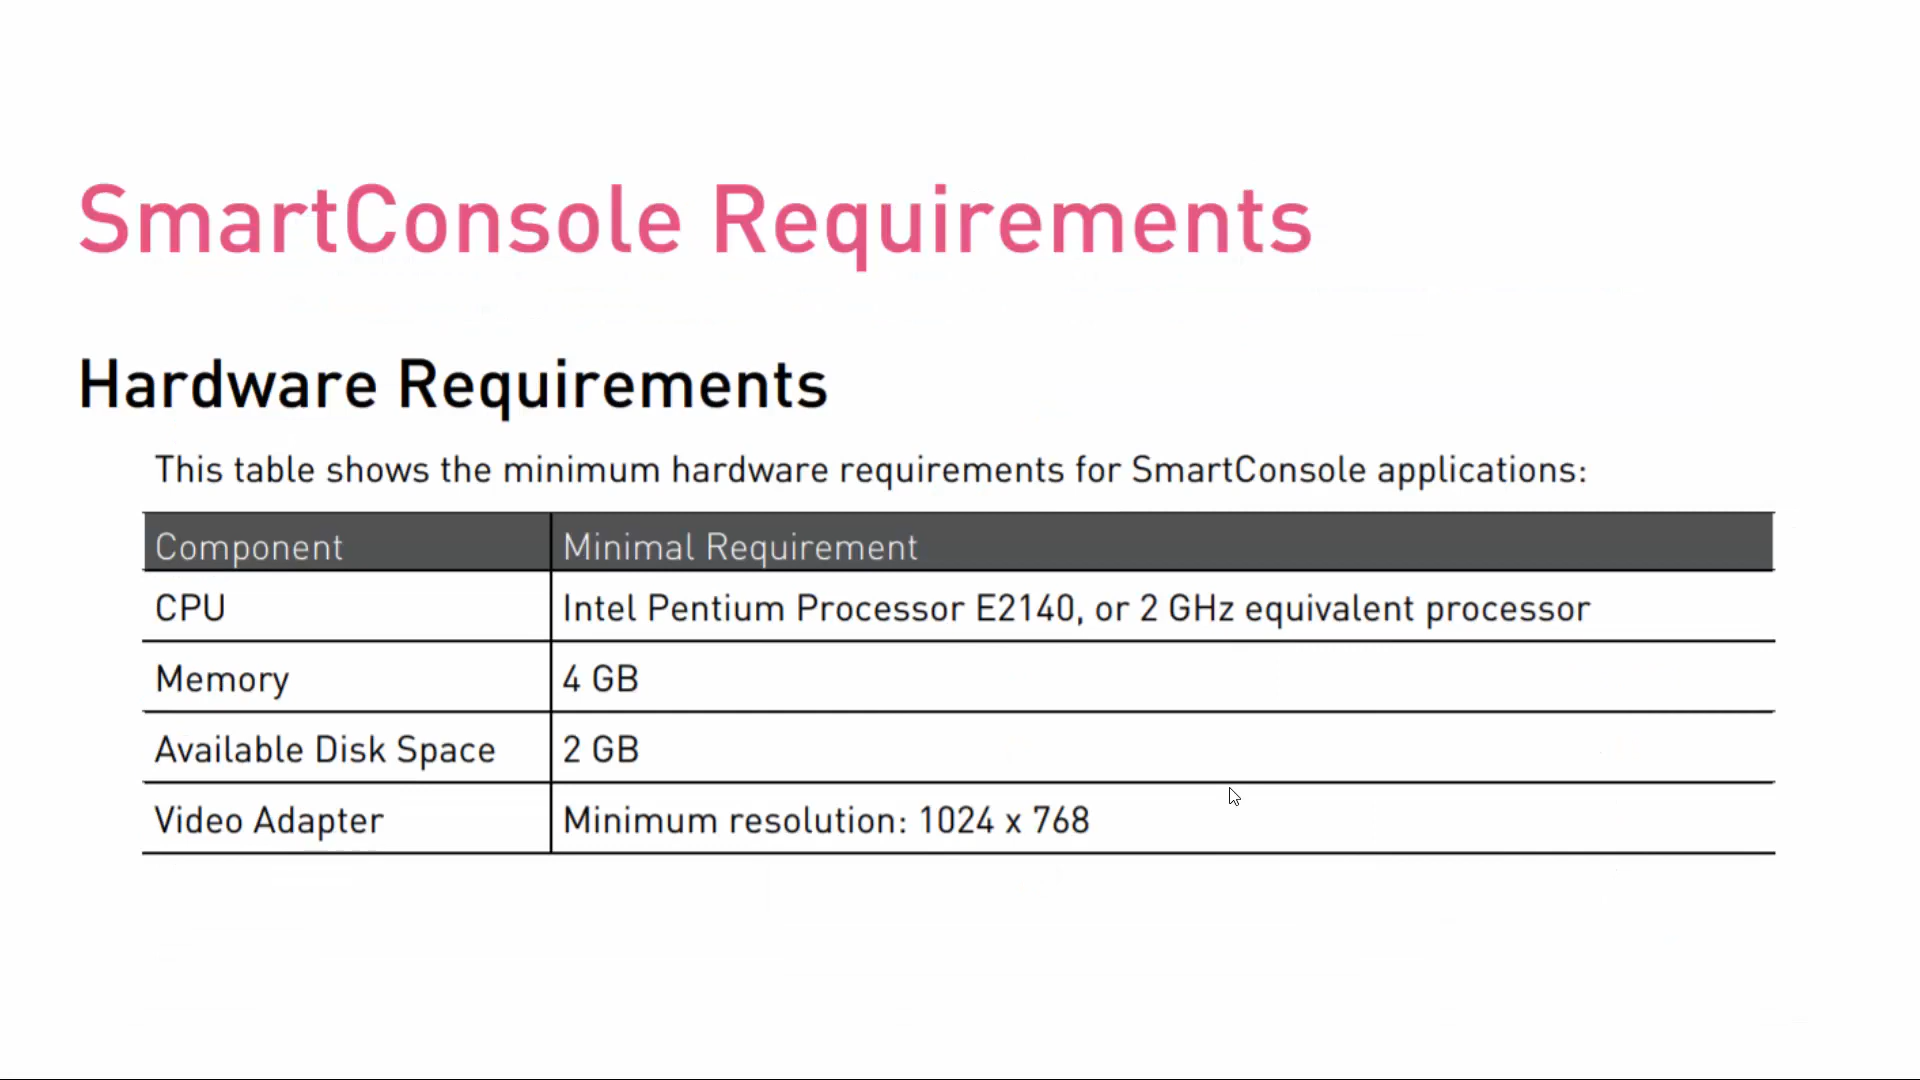 SmartConsole Requirements
Hardware Requirements
This table shows the minimum hardware requirements for SmartConsole applications:
Component Minimal Requirement
CPU Intel Pentium Processor E2140, or 2 GHz equivalent processor
Memory 4 GB
Available Disk Space 2 GB
Video Adapter Minimum resolution: 1024 x 768